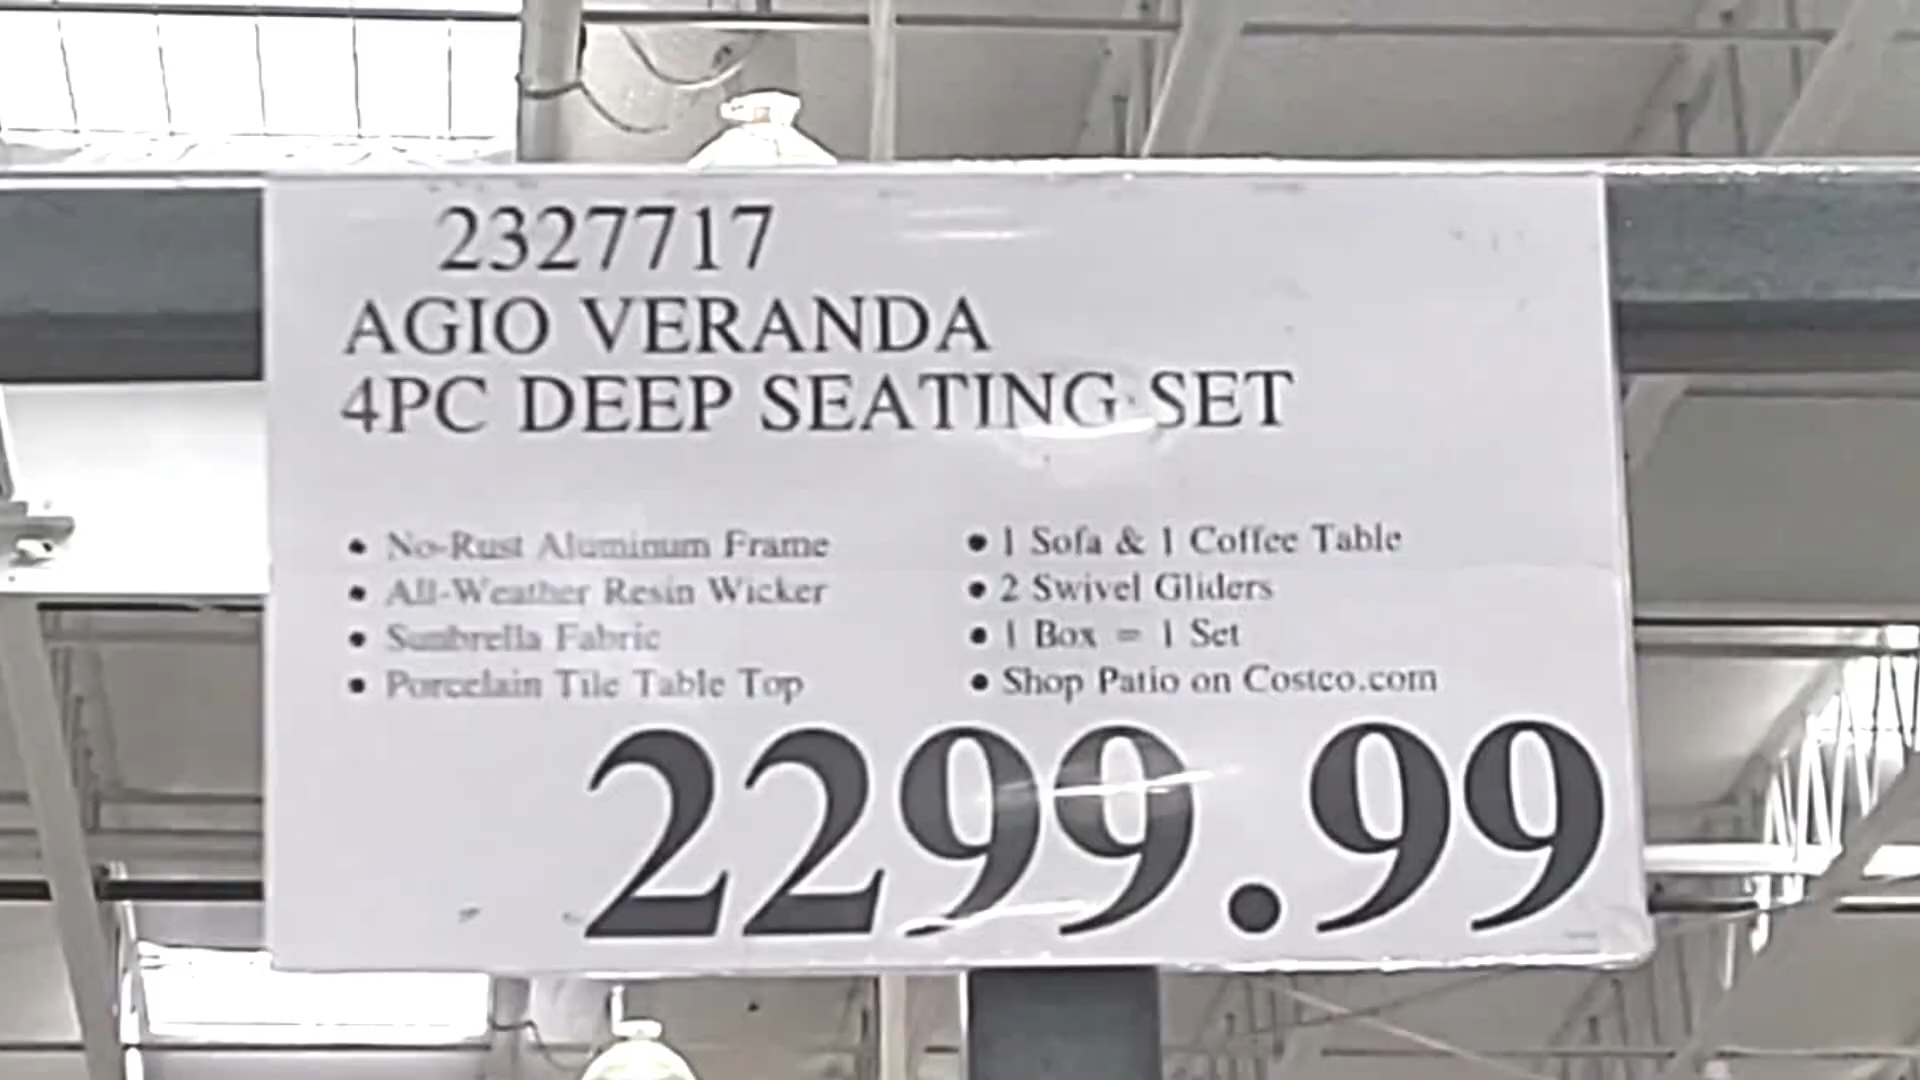 2327717
AGIO VERANDA
4PC DEEP SEATING SET
• No-Rust Aluminum Frame
• All-Weather Resin Wicker
• Sunbrella Fabric
• Porcelain Tile Table Top
• 1 Sofa & 1 Coffee Table
• 2 Swivel Gliders
• 1 Box = 1 Set
• Shop Patio on Costco.com
2299.99